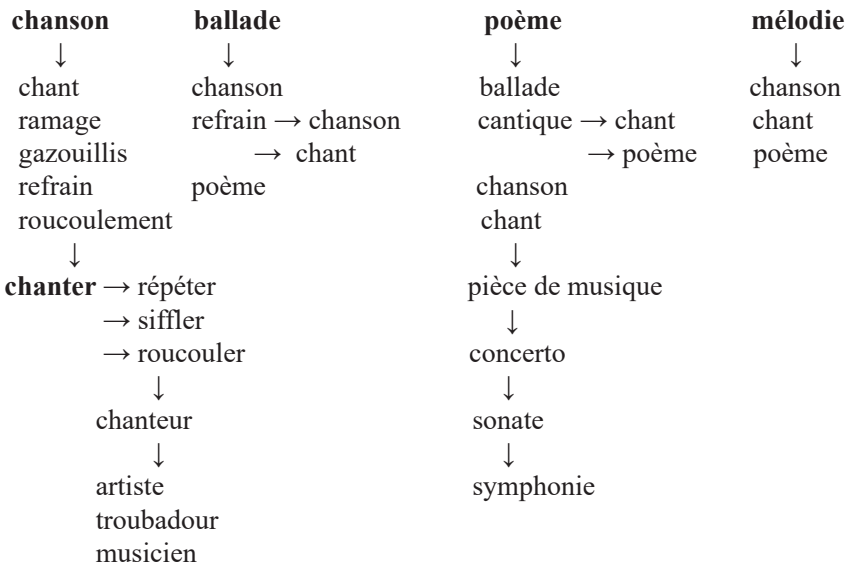 chanson ballade poème mélodie
↓ ↓ ↓ ↓
chant chanson ballade chanson
ramage refrain → chanson cantique → chant chant
gazouillis → chant → poème poème
refrain poème chanson
roucoulement chant
↓ ↓
chanter → répéter pièce de musique
→ siffler ↓
→ roucouler concerto
↓ ↓
chanteur sonate
↓ ↓
artiste symphonie
troubadour
musicien